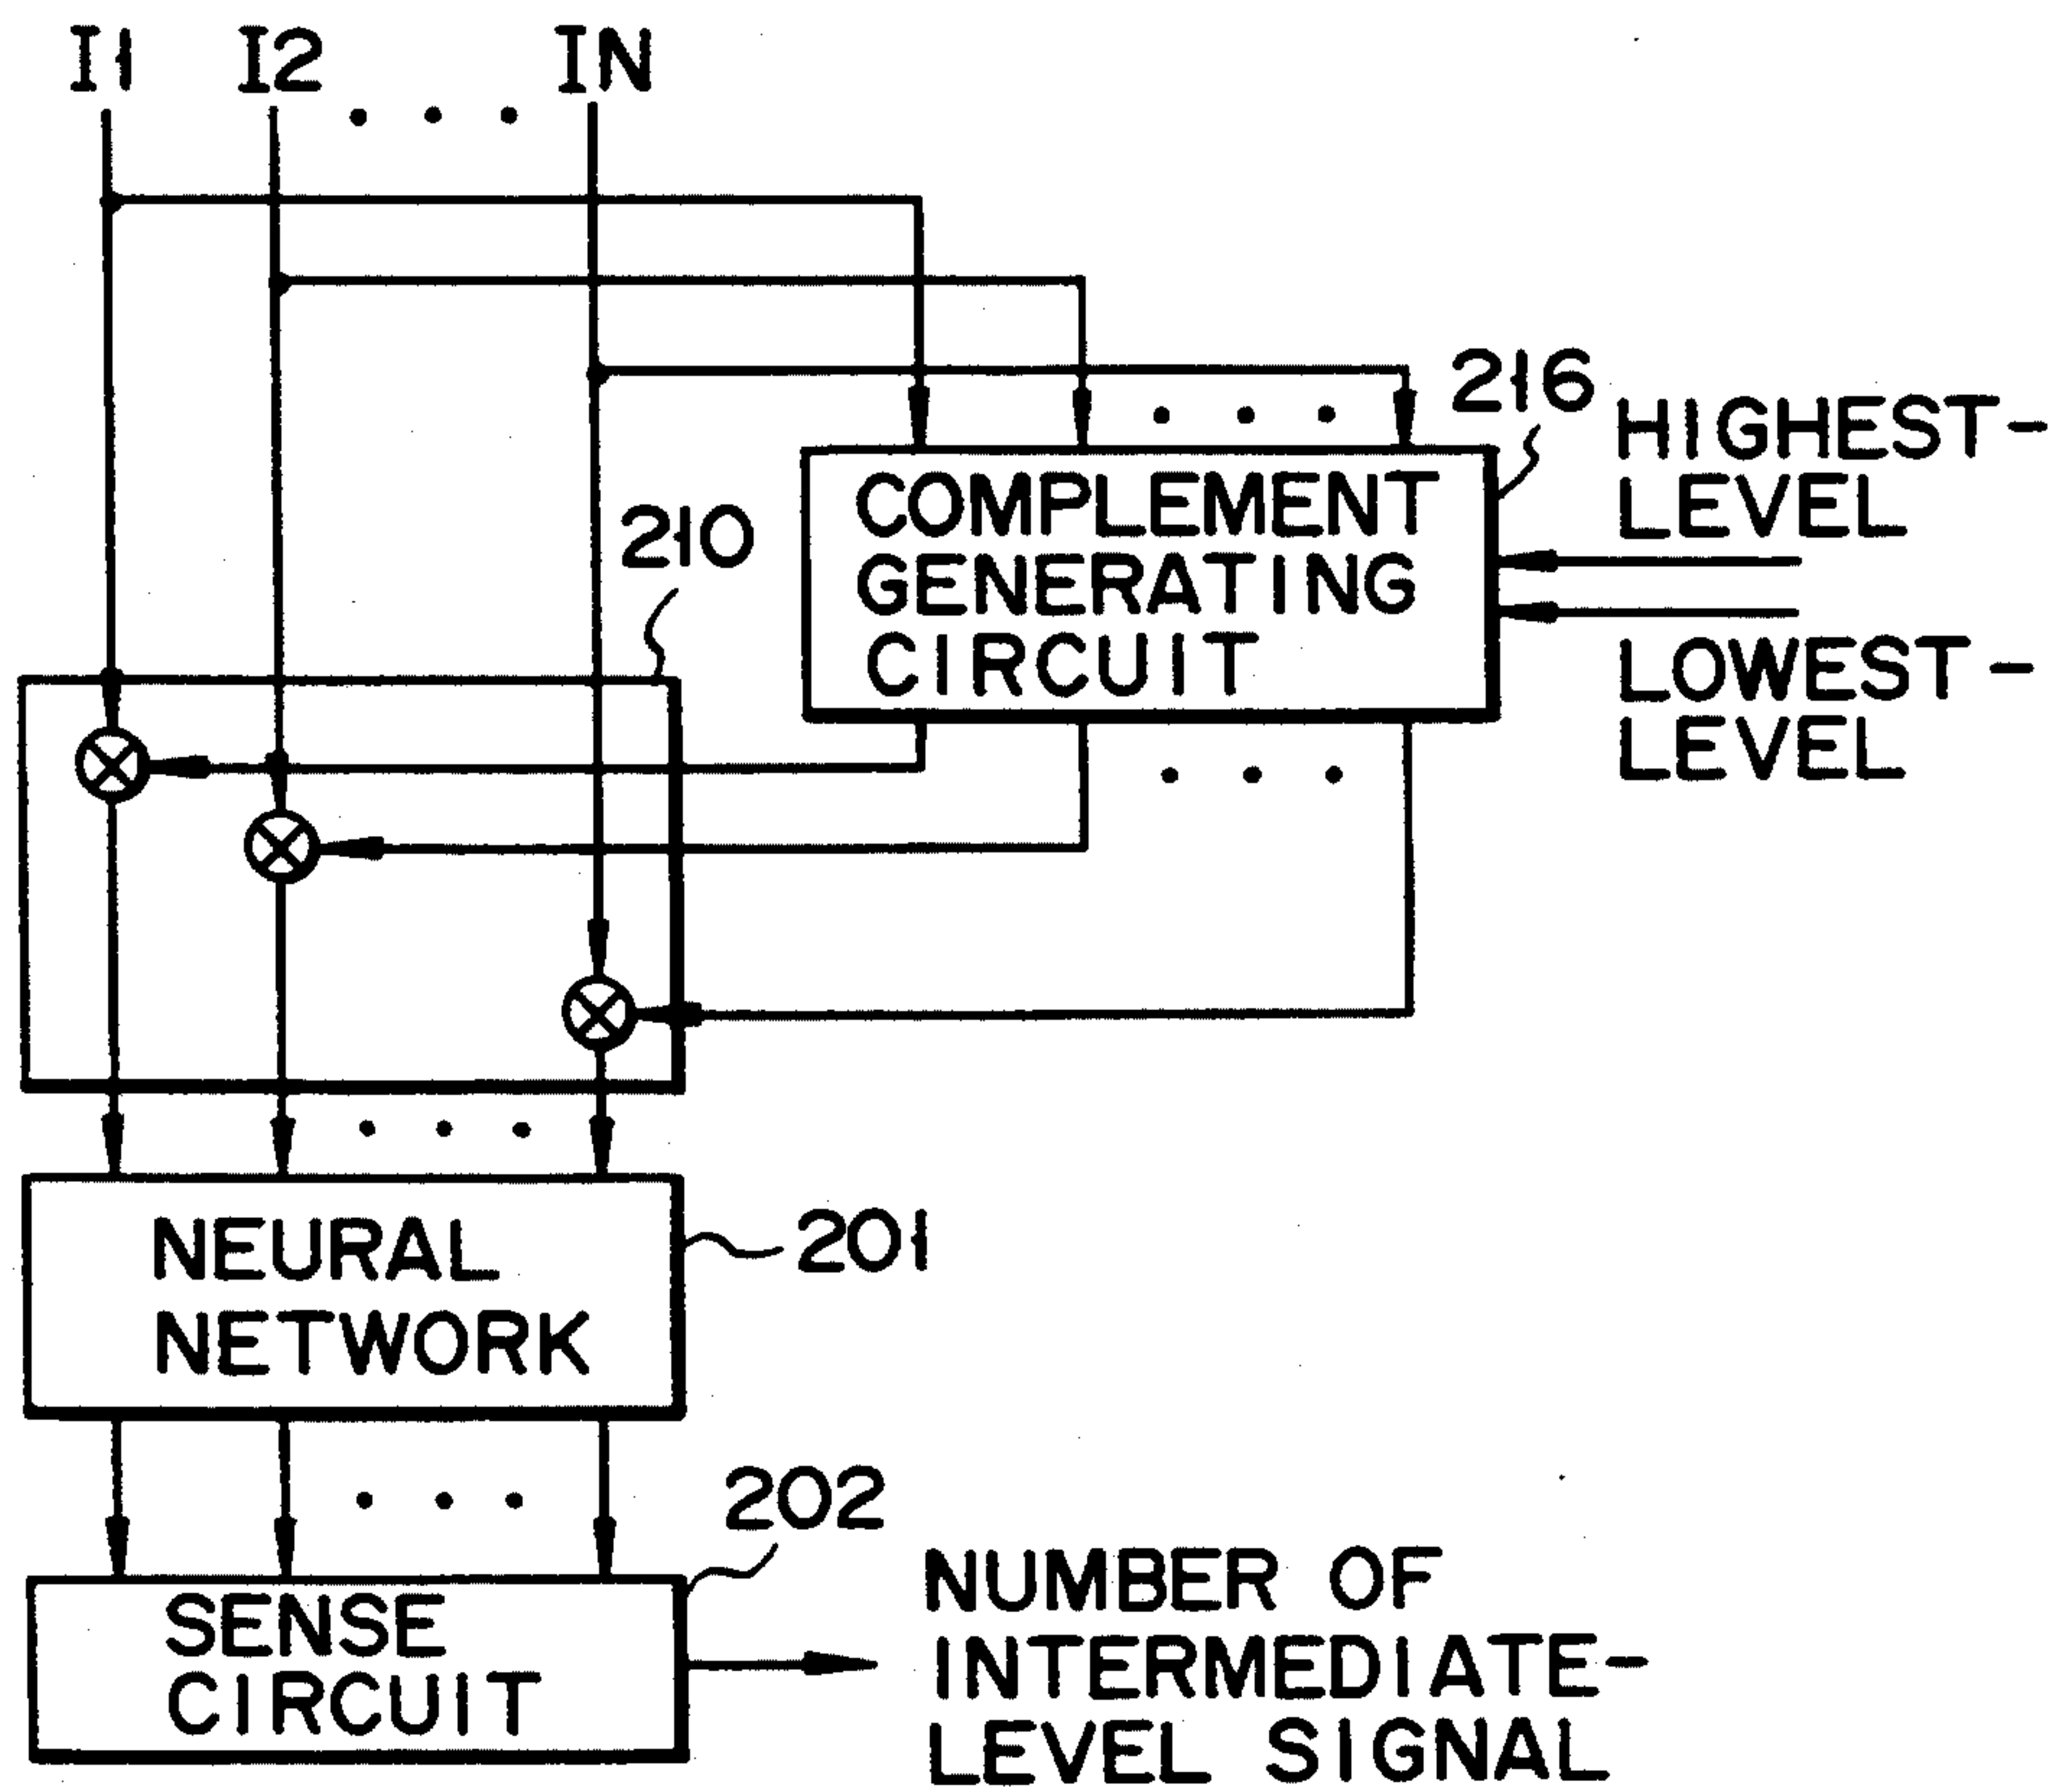 I1 I2 . . . IN
216
HIGHEST-
LEVEL
COMPLEMENT
GENERATING
CIRCUIT
210
LOWEST-
LEVEL
NEURAL
NETWORK
201
202
SENSE
CIRCUIT
NUMBER OF
INTERMEDIATE-
LEVEL SIGNAL